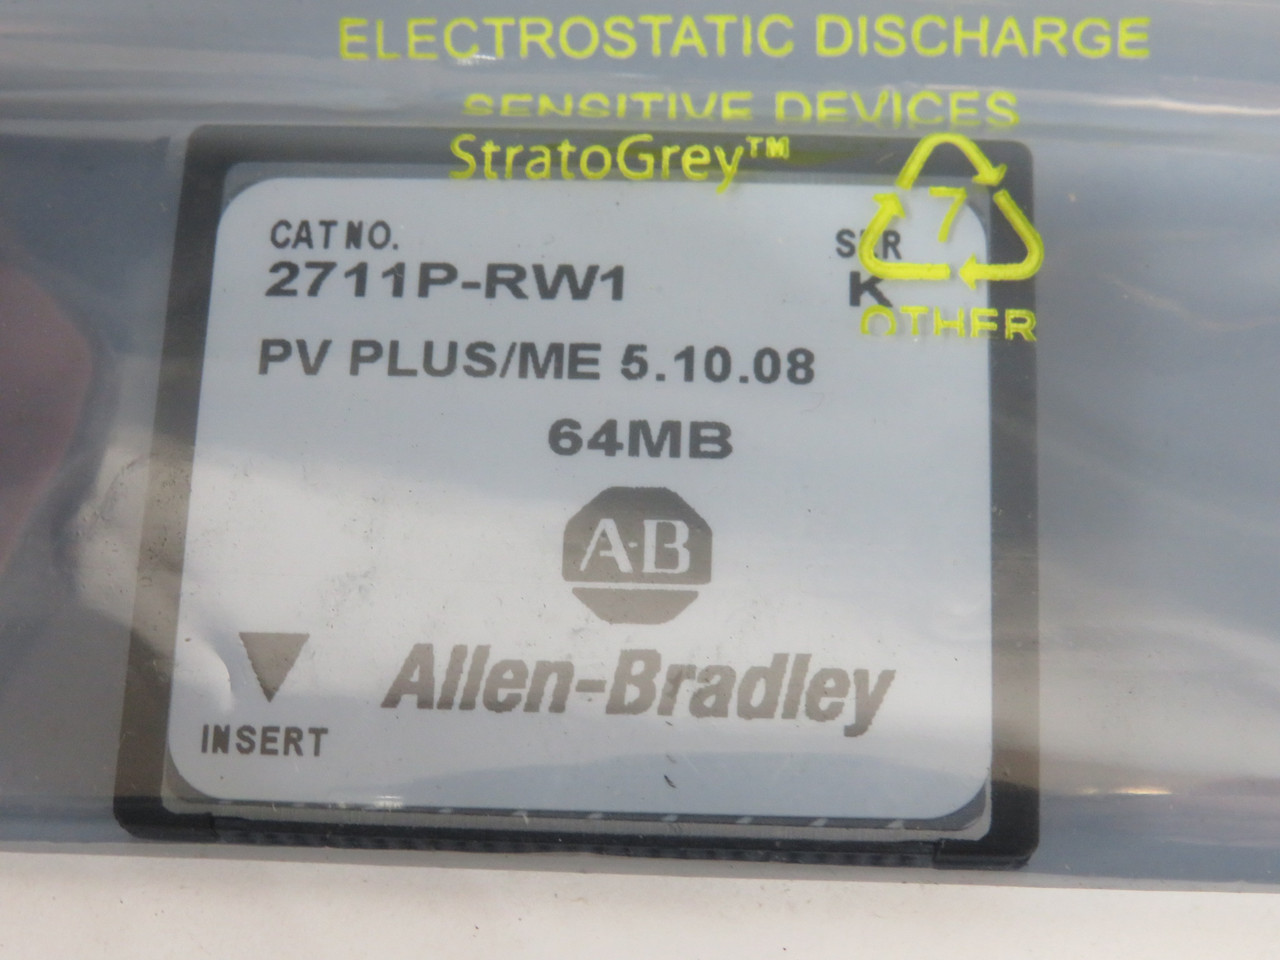 ELECTROSTATIC DISCHARGE
SENSITIVE DEVICES
StratoGrey™
7
OTHER
CAT NO.
SER
2711P-RW1
K
PV PLUS/ME 5.10.08
64MB
A-B
Allen-Bradley
INSERT